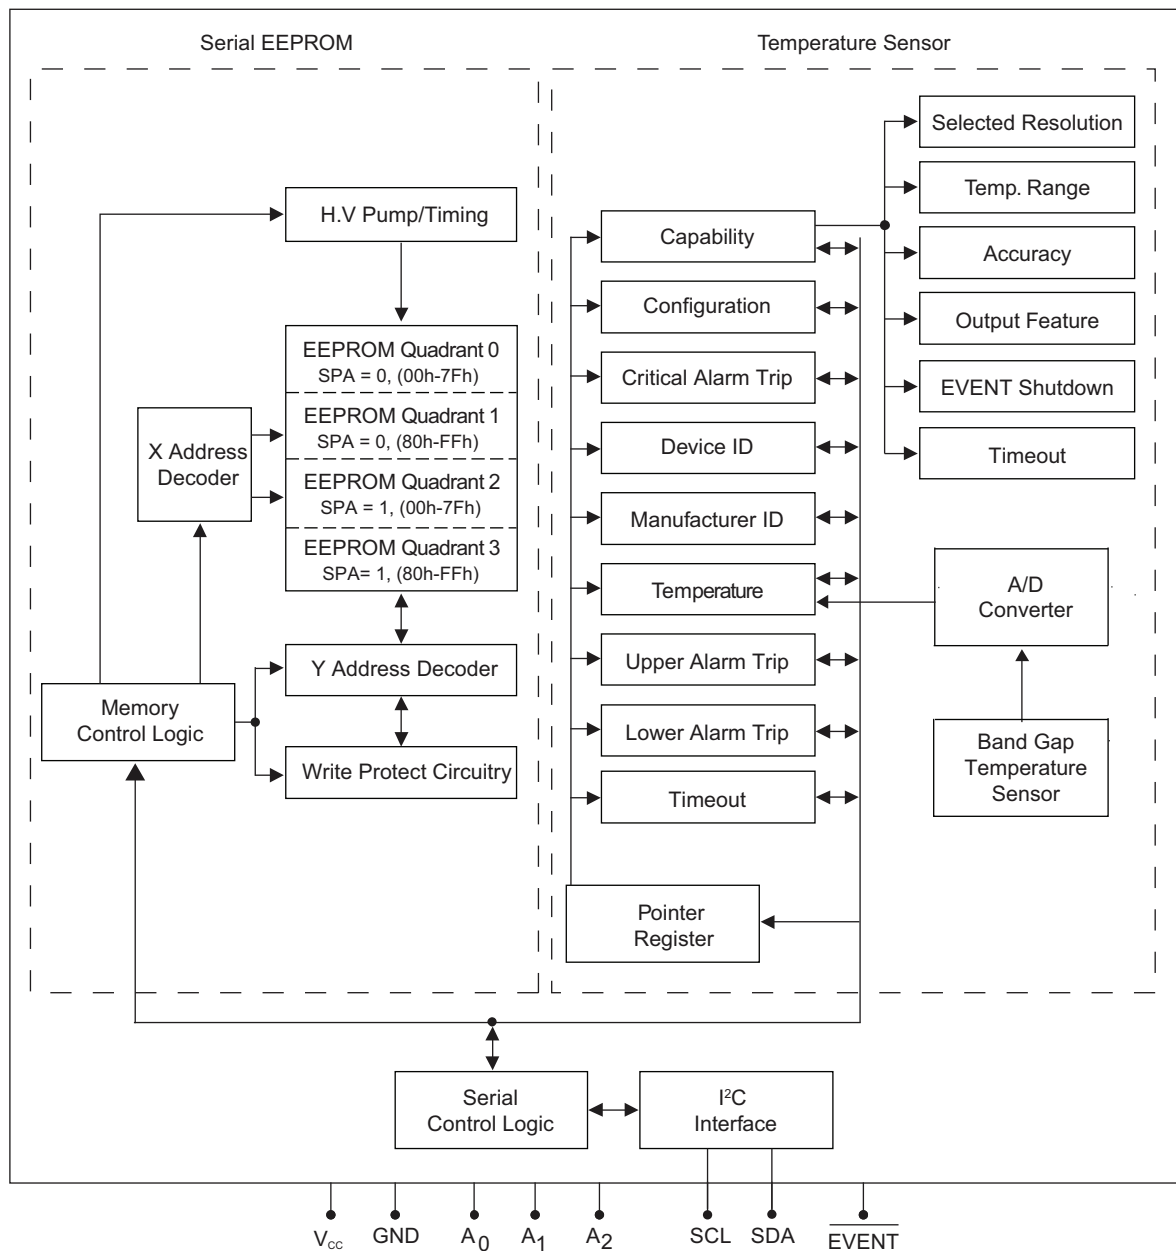 Serial EEPROM
Temperature Sensor
H.V Pump/Timing
EEPROM Quadrant 0
SPA = 0, (00h-7Fh)
EEPROM Quadrant 1
SPA = 0, (80h-FFh)
EEPROM Quadrant 2
SPA = 1, (00h-7Fh)
EEPROM Quadrant 3
SPA= 1, (80h-FFh)
X Address
Decoder
Y Address Decoder
Memory
Control Logic
Write Protect Circuitry
Capability
Configuration
Critical Alarm Trip
Device ID
Manufacturer ID
Temperature
Upper Alarm Trip
Lower Alarm Trip
Timeout
Pointer
Register
Selected Resolution
Temp. Range
Accuracy
Output Feature
EVENT Shutdown
Timeout
A/D
Converter
Band Gap
Temperature
Sensor
Serial
Control Logic
I²C
Interface
Vcc
GND
A0
A1
A2
SCL
SDA
EVENT